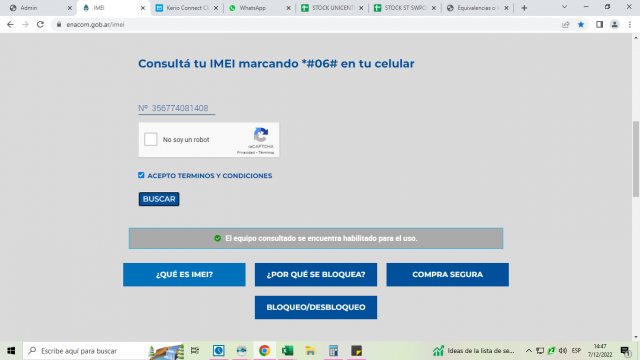 Admin
IMEI
Kerio Connect Cl
WhatsApp
STOCK UNICENT
STOCK ST SWPD
Equivalencias o
enacom.gob.ar/imei
Consultá tu IMEI marcando *#06# en tu celular
Nº 356774081408
No soy un robot
reCAPTCHA
Privacidad - Términos
ACEPTO TERMINOS Y CONDICIONES
BUSCAR
El equipo consultado se encuentra habilitado para el uso.
¿QUÉ ES IMEI?
¿POR QUÉ SE BLOQUEA?
COMPRA SEGURA
BLOQUEO/DESBLOQUEO
Escribe aquí para buscar
Ideas de la lista de se...
ESP
14:47
7/12/2022